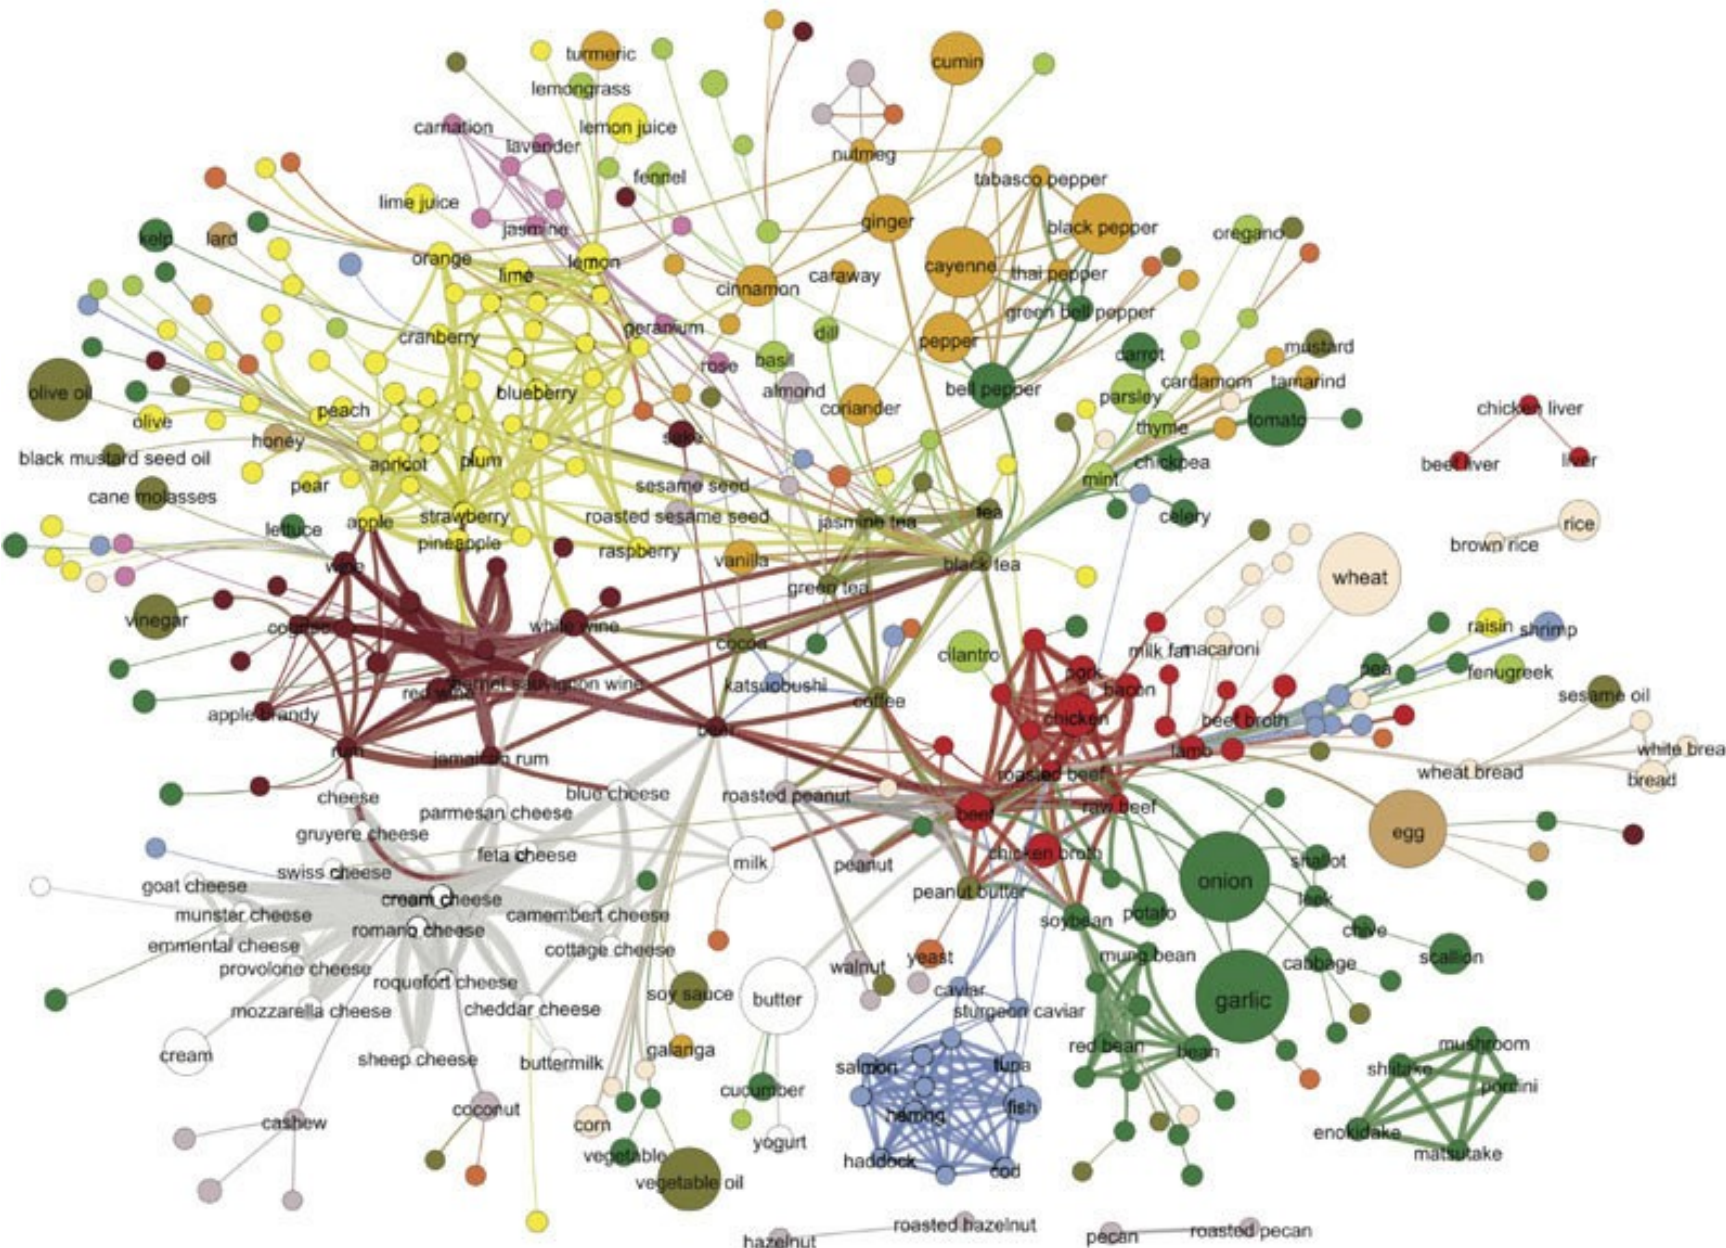 turmeric
cumin
lemongrass
carnation
lemon juice
lavender
nutmeg
fennel
tabasco pepper
lime juice
ginger
black pepper
jasmine
kelp
lard
oregano
orange
lime
lemon
cayenne
thai pepper
caraway
cinnamon
green bell pepper
geranium
dill
cranberry
pepper
mustard
carrot
basil
rose
almond
bell pepper
cardamom
tamarind
olive oil
blueberry
parsley
coriander
chicken liver
peach
olive
tomato
thyme
honey
sake
black mustard seed oil
apricot
plum
chickpea
beef liver
liver
mint
pear
sesame seed
cane molasses
roasted sesame seed
jasmine tea
tea
celery
rice
apple
strawberry
lettuce
pineapple
raspberry
brown rice
wine
vanilla
black tea
wheat
green tea
vinegar
white wine
raisin
shrimp
cocoa
cilantro
milk fat
macaroni
pork
pea
fenugreek
katsuobushi
bacon
sesame oil
red wine
coffee
apple brandy
chicken
beef broth
beer
rum
jamaican rum
lamb
white brea
roasted beef
wheat bread
bread
cheese
blue cheese
roasted peanut
raw beef
parmesan cheese
beef
gruyere cheese
egg
feta cheese
milk
peanut
chicken broth
shallot
swiss cheese
goat cheese
onion
cream cheese
peanut butter
leek
munster cheese
camembert cheese
soybean
potato
romano cheese
chive
emmental cheese
cottage cheese
mung bean
scallion
provolone cheese
walnut
yeast
cabbage
roquefort cheese
caviar
soy sauce
butter
garlic
mozzarella cheese
cheddar cheese
sturgeon caviar
red bean
bean
mushroom
galanga
cream
sheep cheese
buttermilk
salmon
tuna
shiitake
porcini
cucumber
fish
coconut
herring
cashew
corn
enokidake
yogurt
vegetable
matsutake
haddock
cod
vegetable oil
roasted hazelnut
roasted pecan
hazelnut
pecan